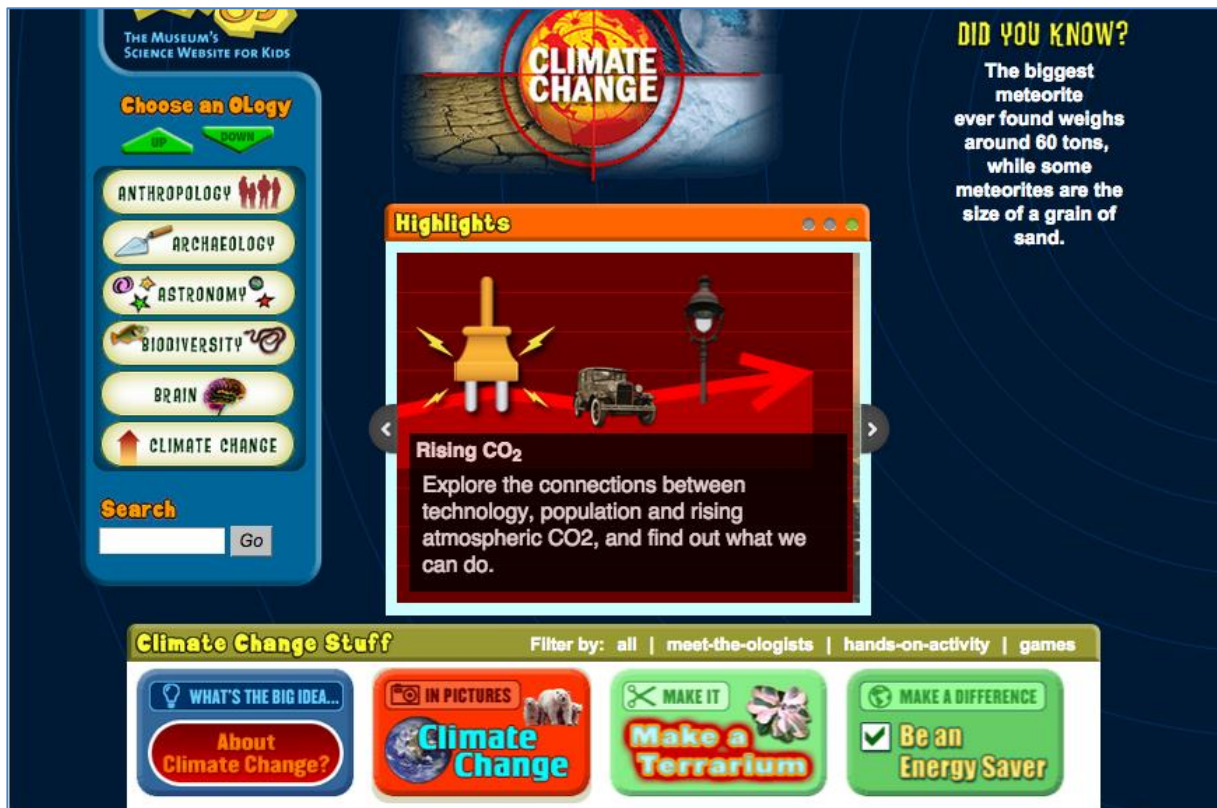 THE MUSEUM'S
SCIENCE WEBSITE FOR KIDS
Choose an OLogy
UP
DOWN
ANTHROPOLOGY
ARCHAEOLOGY
ASTRONOMY
BIODIVERSITY
BRAIN
CLIMATE CHANGE
Search
Go
CLIMATE
CHANGE
DID YOU KNOW?
The biggest
meteorite
ever found weighs
around 60 tons,
while some
meteorites are the
size of a grain of
sand.
Highlights
Rising CO₂
Explore the connections between
technology, population and rising
atmospheric CO2, and find out what we
can do.
Climate Change Stuff
Filter by: all | meet-the-ologists | hands-on-activity | games
WHAT'S THE BIG IDEA...
About
Climate Change?
IN PICTURES
Climate
Change
MAKE IT
Make a
Terrarium
MAKE A DIFFERENCE
Be an
Energy Saver